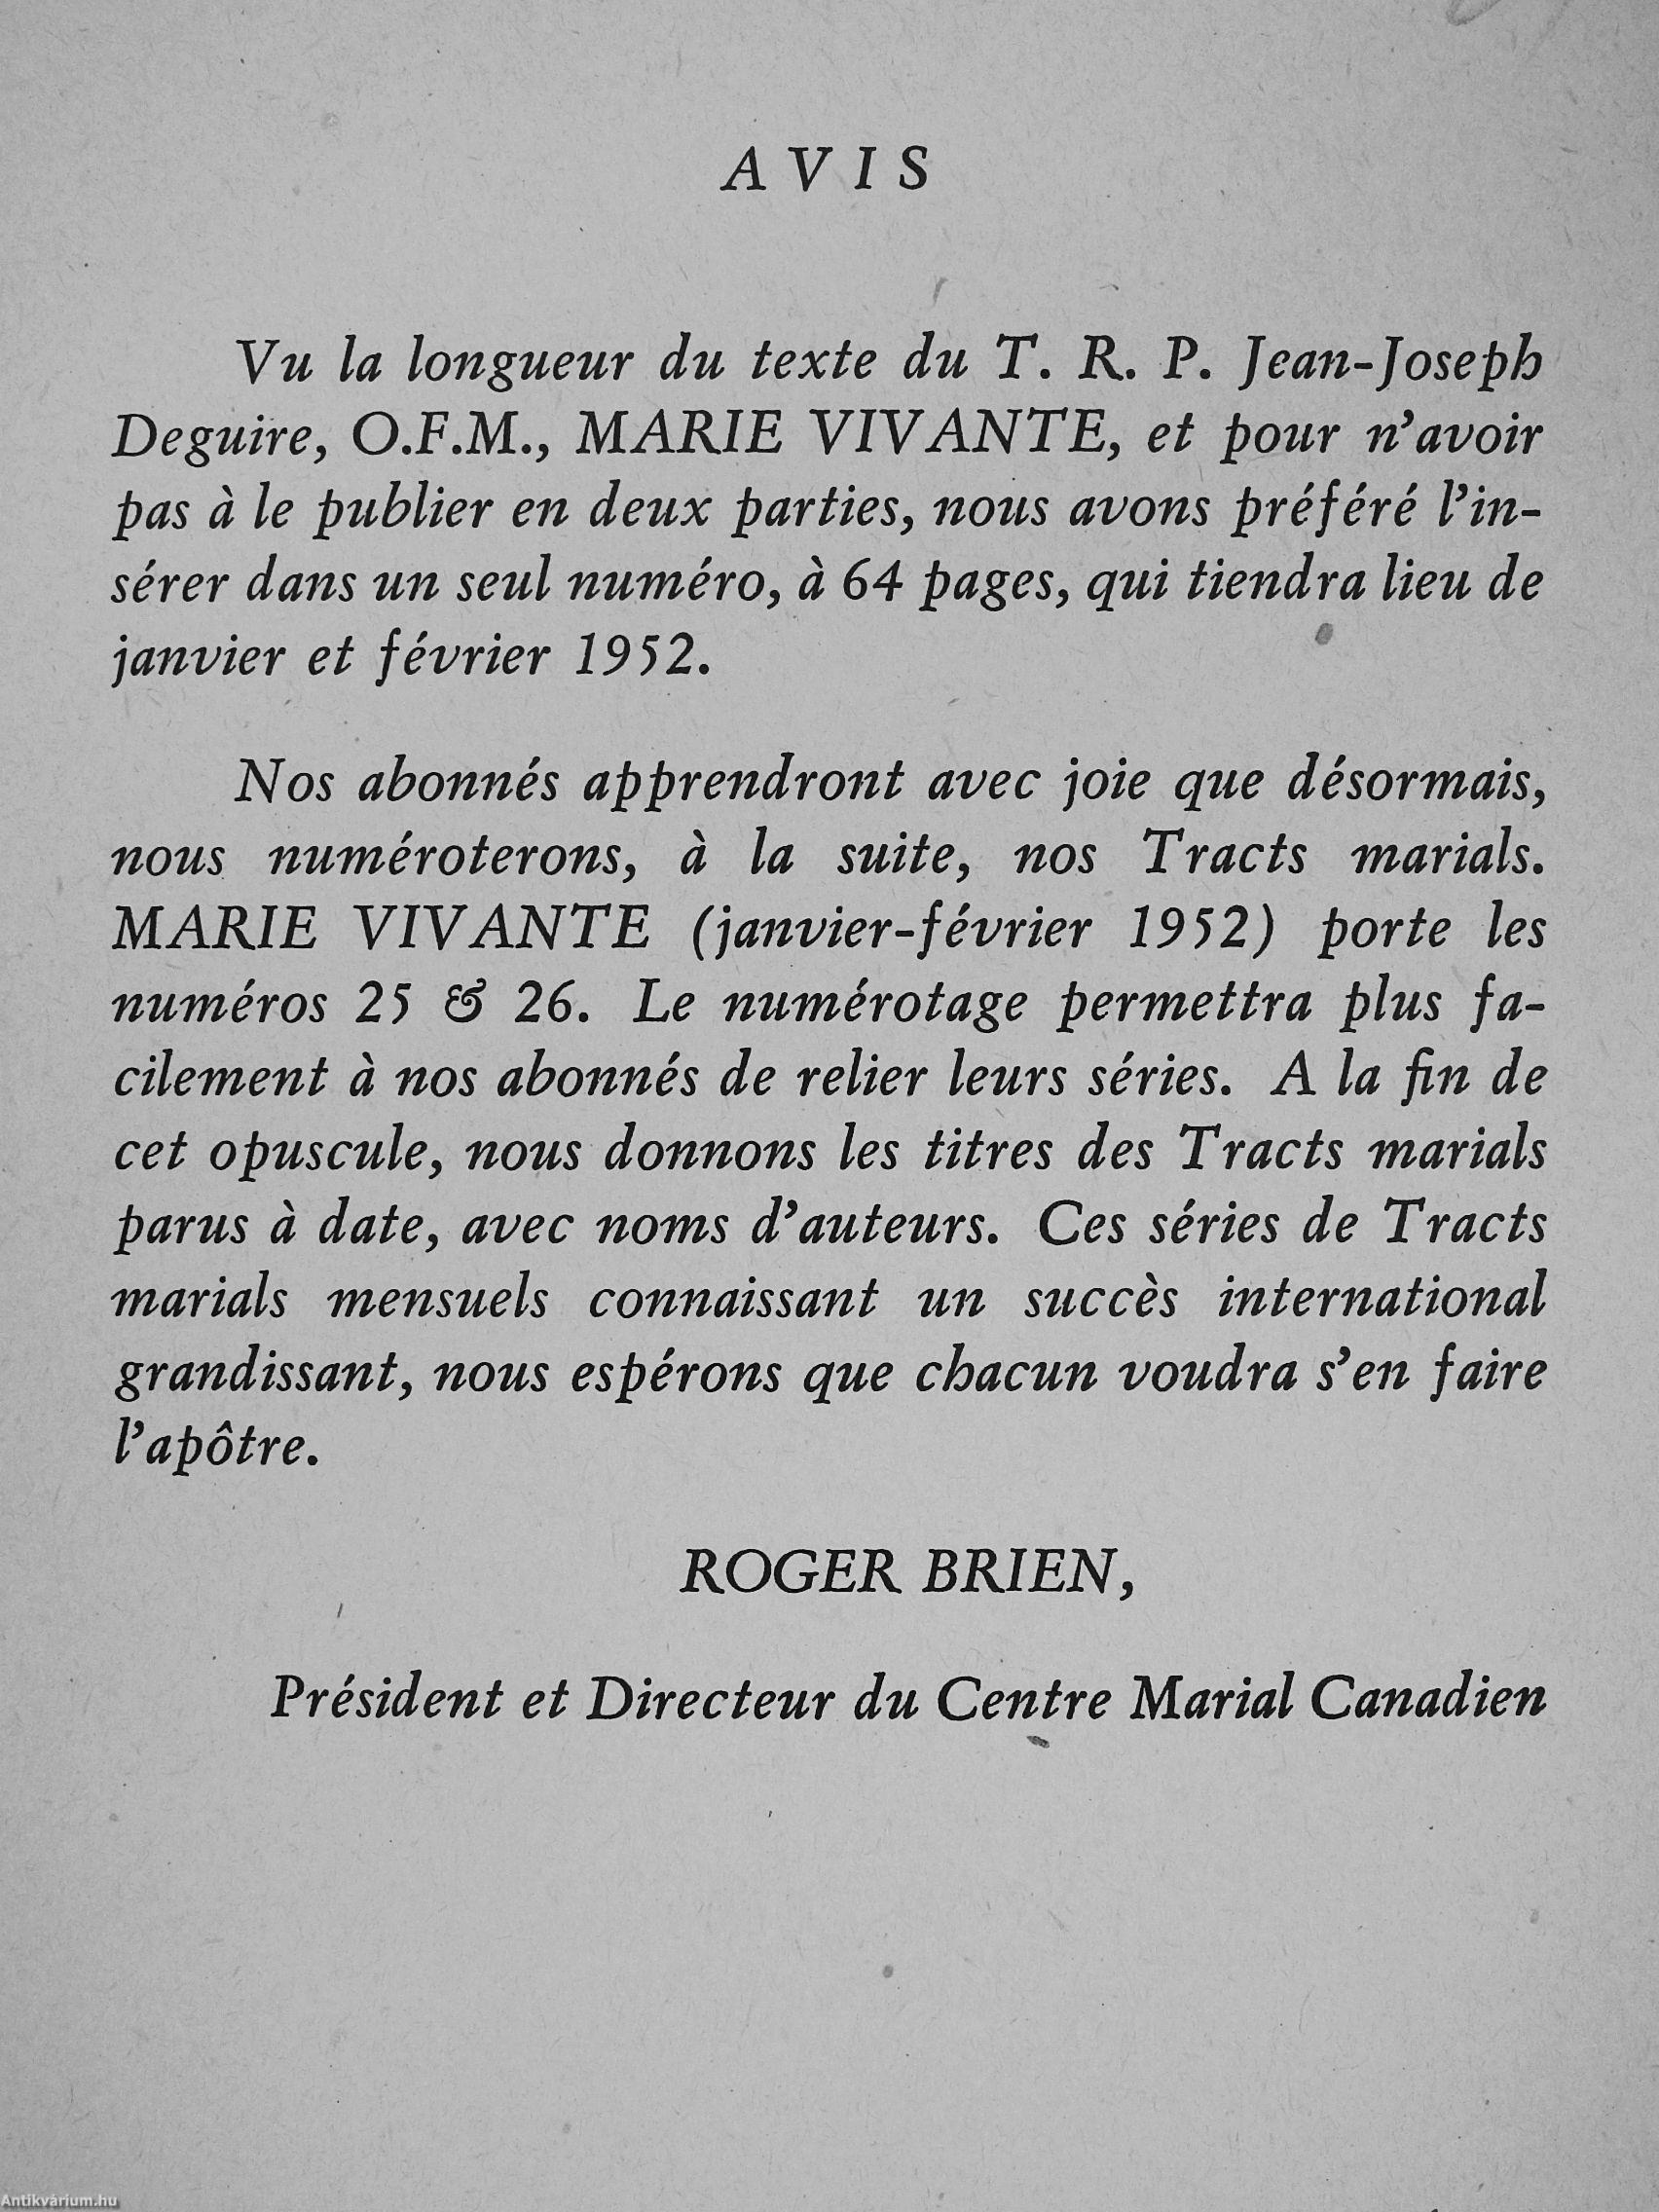 AVIS
Vu la longueur du texte du T. R. P. Jean-Joseph
Deguire, O.F.M., MARIE VIVANTE, et pour n'avoir
pas à le publier en deux parties, nous avons préféré l'in-
sérer dans un seul numéro, à 64 pages, qui tiendra lieu de
janvier et février 1952.
Nos abonnés apprendront avec joie que désormais,
nous numéroterons, à la suite, nos Tracts marials.
MARIE VIVANTE (janvier-février 1952) porte les
numéros 25 & 26. Le numérotage permettra plus fa-
cilement à nos abonnés de relier leurs séries. A la fin de
cet opuscule, nous donnons les titres des Tracts marials
parus à date, avec noms d'auteurs. Ces séries de Tracts
marials mensuels connaissant un succès international
grandissant, nous espérons que chacun voudra s'en faire
l'apôtre.
ROGER BRIEN,
Président et Directeur du Centre Marial Canadien
Antikvárium.hu